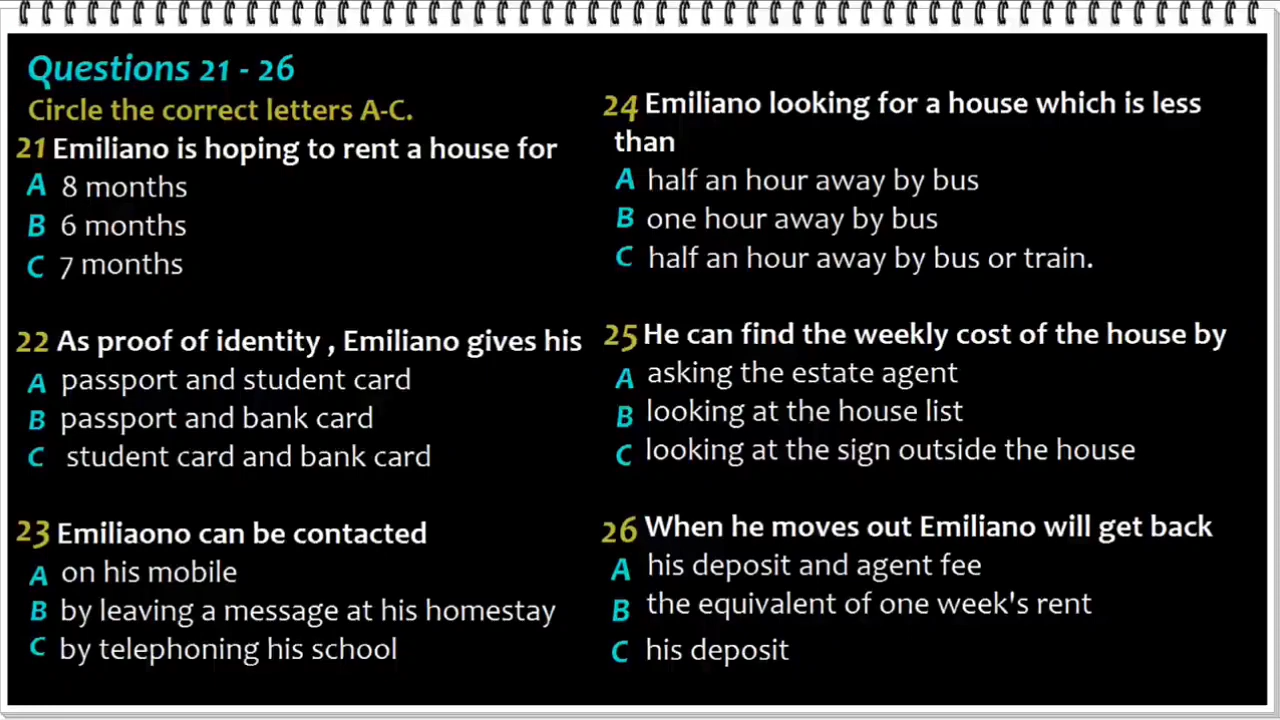 Questions 21 - 26
Circle the correct letters A-C.
21 Emiliano is hoping to rent a house for
A 8 months
B 6 months
C 7 months
22 As proof of identity , Emiliano gives his
A passport and student card
B passport and bank card
C student card and bank card
23 Emiliaono can be contacted
A on his mobile
B by leaving a message at his homestay
C by telephoning his school
24 Emiliano looking for a house which is less
than
A half an hour away by bus
B one hour away by bus
C half an hour away by bus or train.
25 He can find the weekly cost of the house by
A asking the estate agent
B looking at the house list
C looking at the sign outside the house
26 When he moves out Emiliano will get back
A his deposit and agent fee
B the equivalent of one week's rent
C his deposit